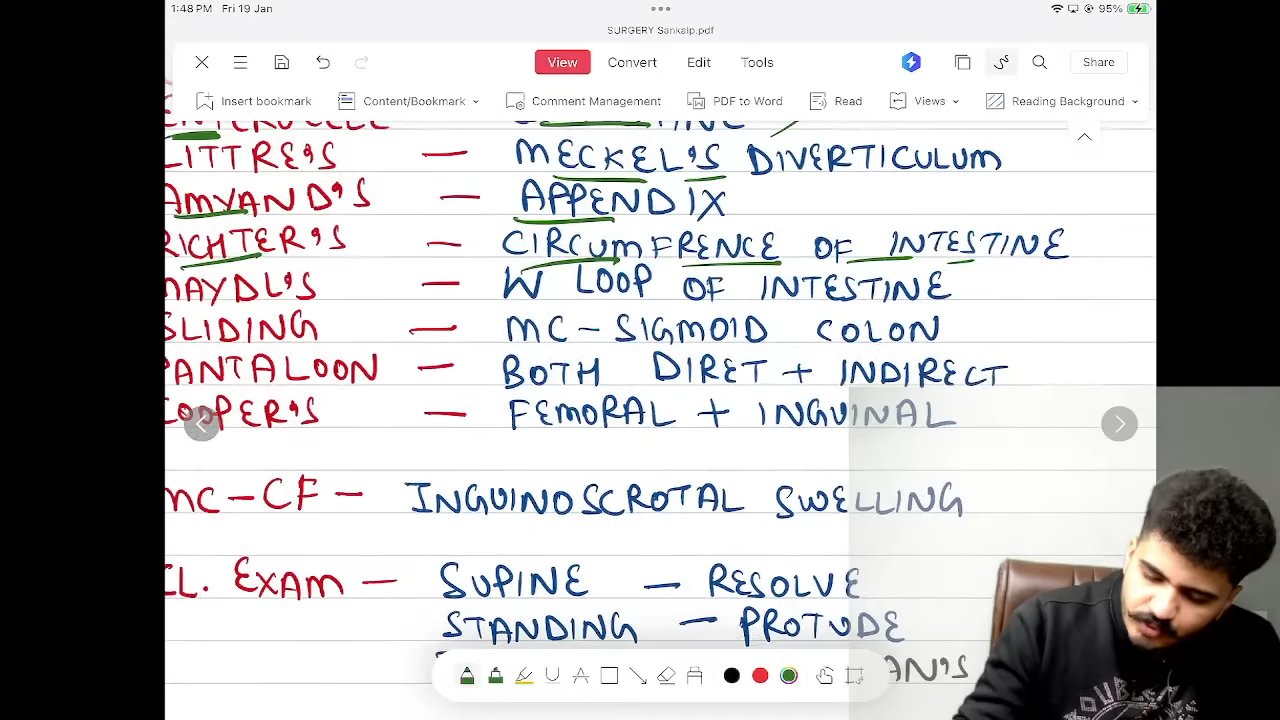 1:48 PM Fri 19 Jan
95%
SURGERY Sankalp.pdf
View Convert Edit Tools Share
Insert bookmark Content/Bookmark Comment Management PDF to Word Read Views Reading Background
LITTRE'S — MECKEL'S DIVERTICULUM
AMYAND'S — APPENDIX
RICHTER'S — CIRCUMFRENCE OF INTESTINE
MAYDL'S — W LOOP OF INTESTINE
SLIDING — MC - SIGMOID COLON
PANTALOON — BOTH DIRET + INDIRECT
COOPER'S — FEMORAL + INGUINAL
MC - CF - INGUINOSCROTAL SWELLING
CL. EXAM — SUPINE — RESOLVE
STANDING — PROTUDE
AN'S